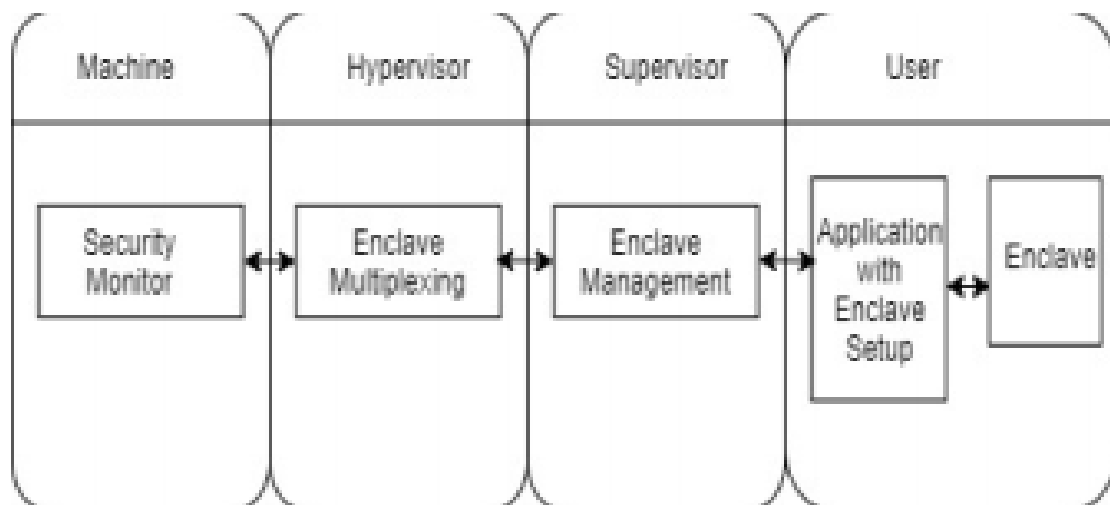 Machine
Hypervisor
Supervisor
User
Security
Monitor
Enclave
Multiplexing
Enclave
Management
Application
with
Enclave
Setup
Enclave